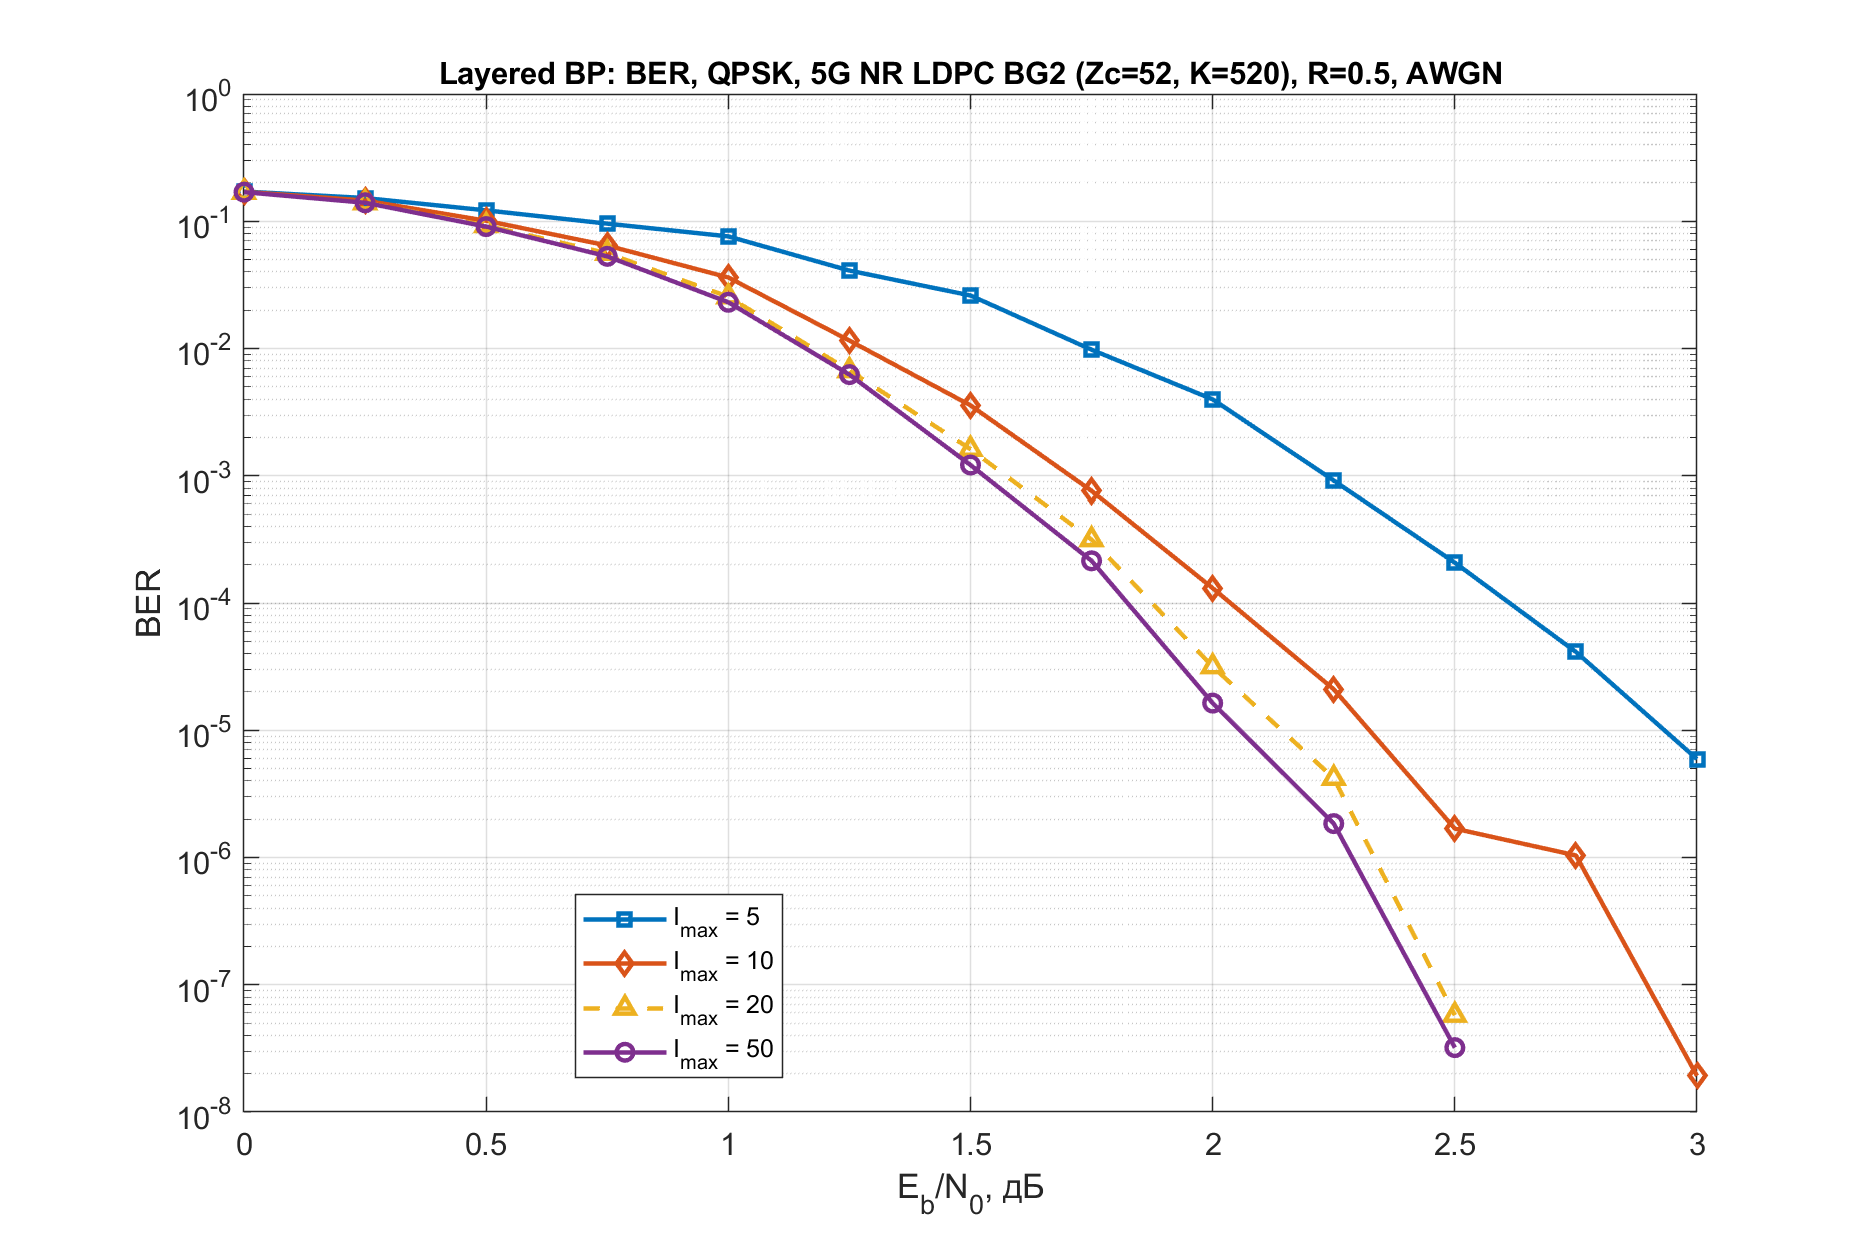 Layered BP: BER, QPSK, 5G NR LDPC BG2 (Zc=52, K=520), R=0.5, AWGN
10^0
10^-1
10^-2
10^-3
10^-4
10^-5
10^-6
10^-7
10^-8
BER
I_max = 5
I_max = 10
I_max = 20
I_max = 50
0 0.5 1 1.5 2 2.5 3
E_b/N_0, дБ